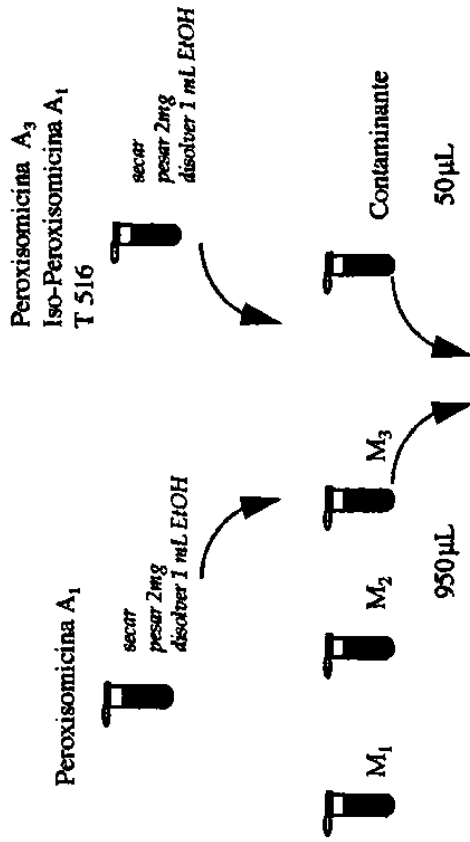 Peroxisomicina A₁
secar
pesar 2mg
disolver 1 mL EtOH
Peroxisomicina A₃
Iso-Peroxisomicina A₁
T 516
secar
pesar 2mg
disolver 1 mL EtOH
M₁
M₂
M₃
Contaminante
950µL
50µL